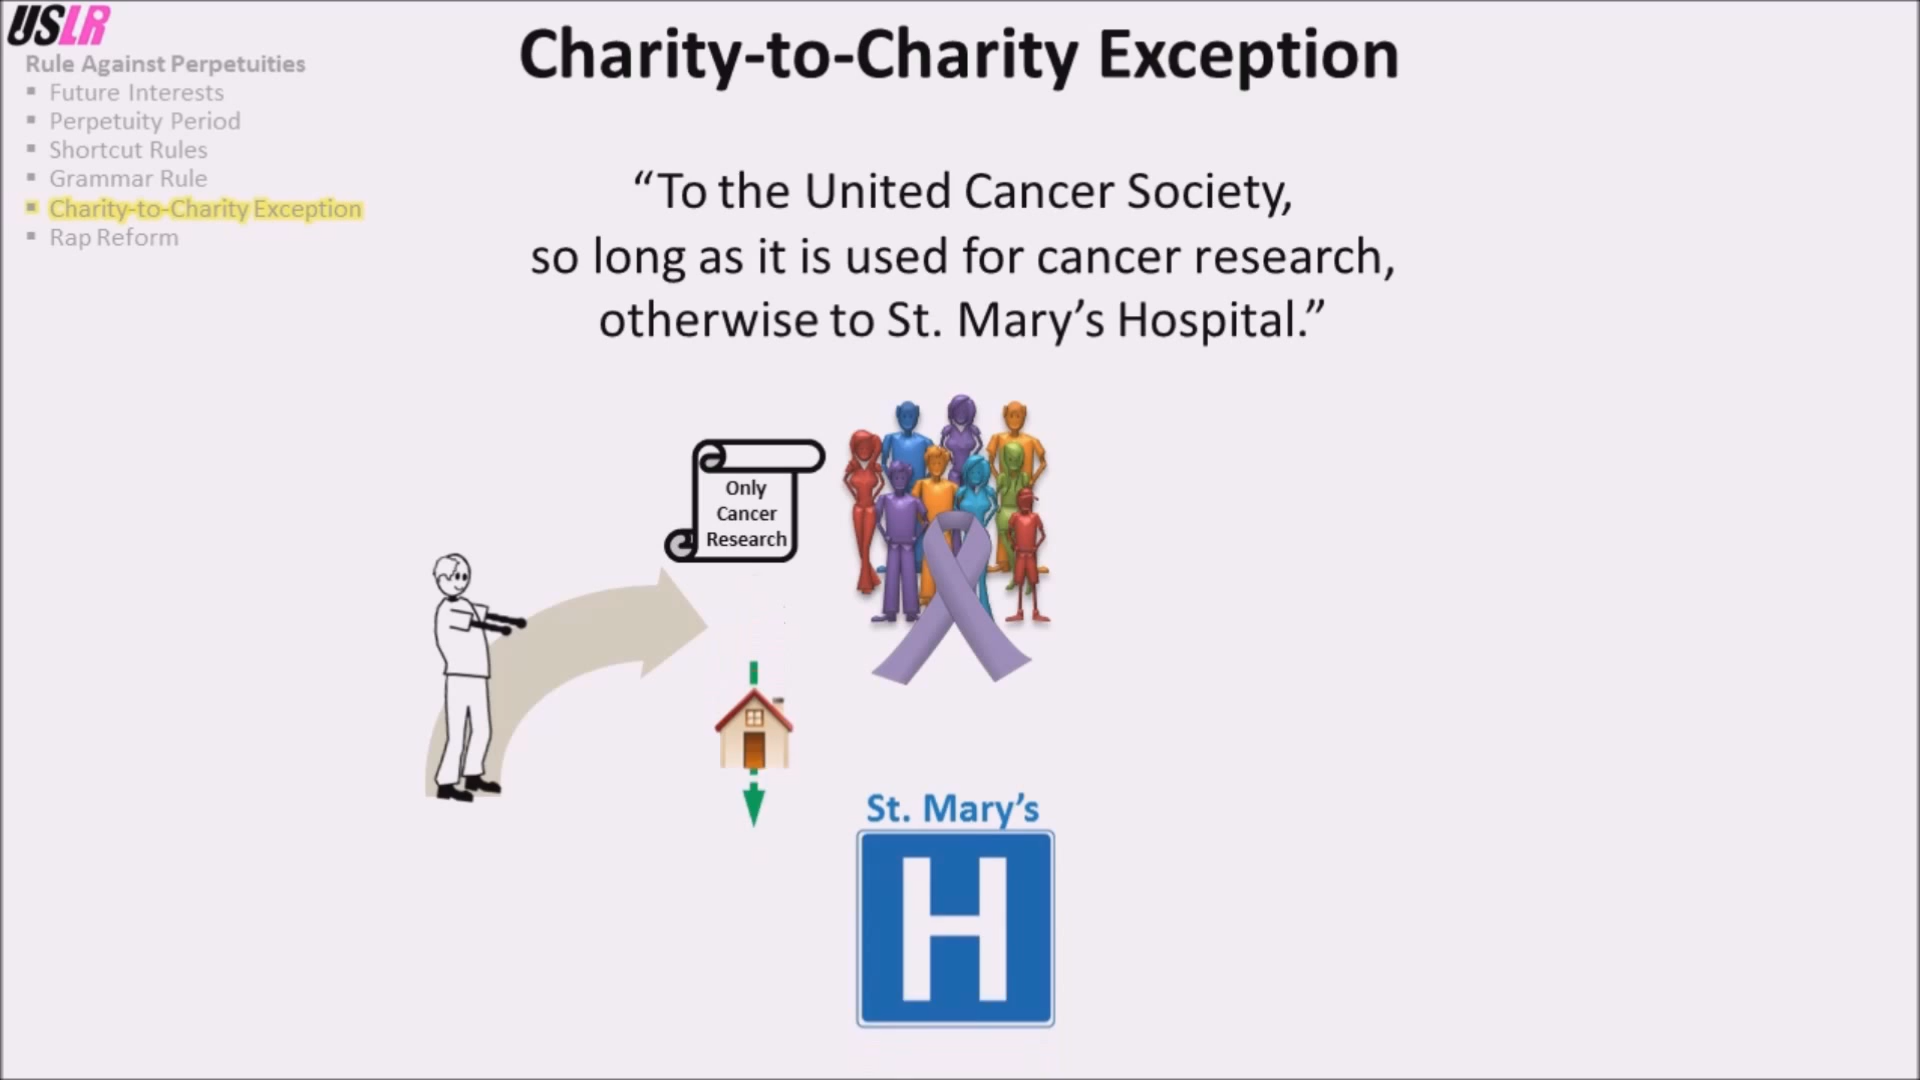 USLR
Rule Against Perpetuities
▪ Future Interests
▪ Perpetuity Period
▪ Shortcut Rules
▪ Grammar Rule
▪ Charity-to-Charity Exception
▪ Rap Reform
Charity-to-Charity Exception
“To the United Cancer Society,
so long as it is used for cancer research,
otherwise to St. Mary’s Hospital.”
Only
Cancer
Research
St. Mary’s
H